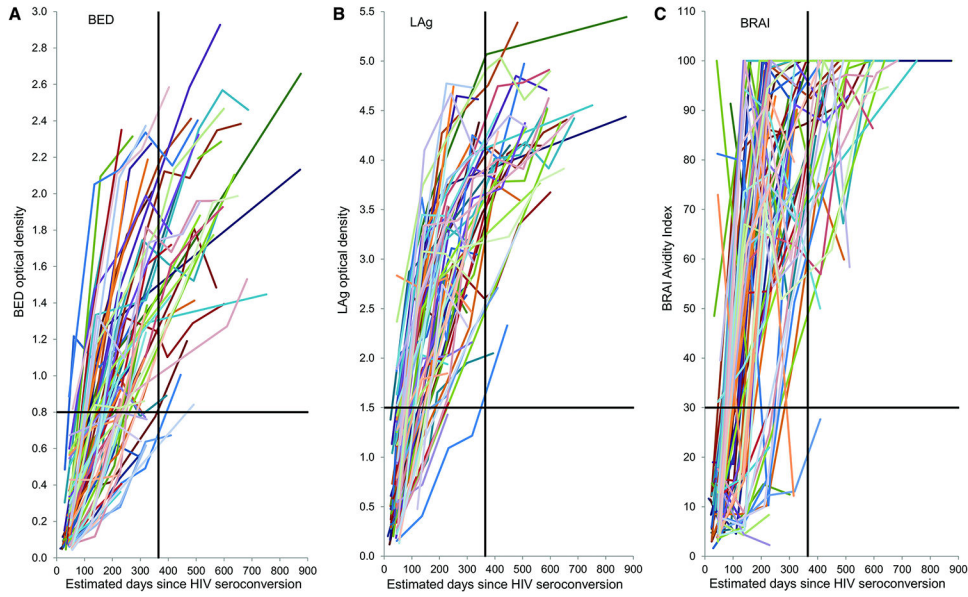 A
BED
BED optical density
3.0
2.8
2.6
2.4
2.2
2.0
1.8
1.6
1.4
1.2
1.0
0.8
0.6
0.4
0.2
0.0
0 100 200 300 400 500 600 700 800 900
Estimated days since HIV seroconversion
B
LAg
LAg optical density
5.5
5.0
4.5
4.0
3.5
3.0
2.5
2.0
1.5
1.0
0.5
0.0
0 100 200 300 400 500 600 700 800 900
Estimated days since HIV seroconversion
C
BRAI
BRAI Avidity Index
110
100
90
80
70
60
50
40
30
20
10
0
0 100 200 300 400 500 600 700 800 900
Estimated days since HIV seroconversion